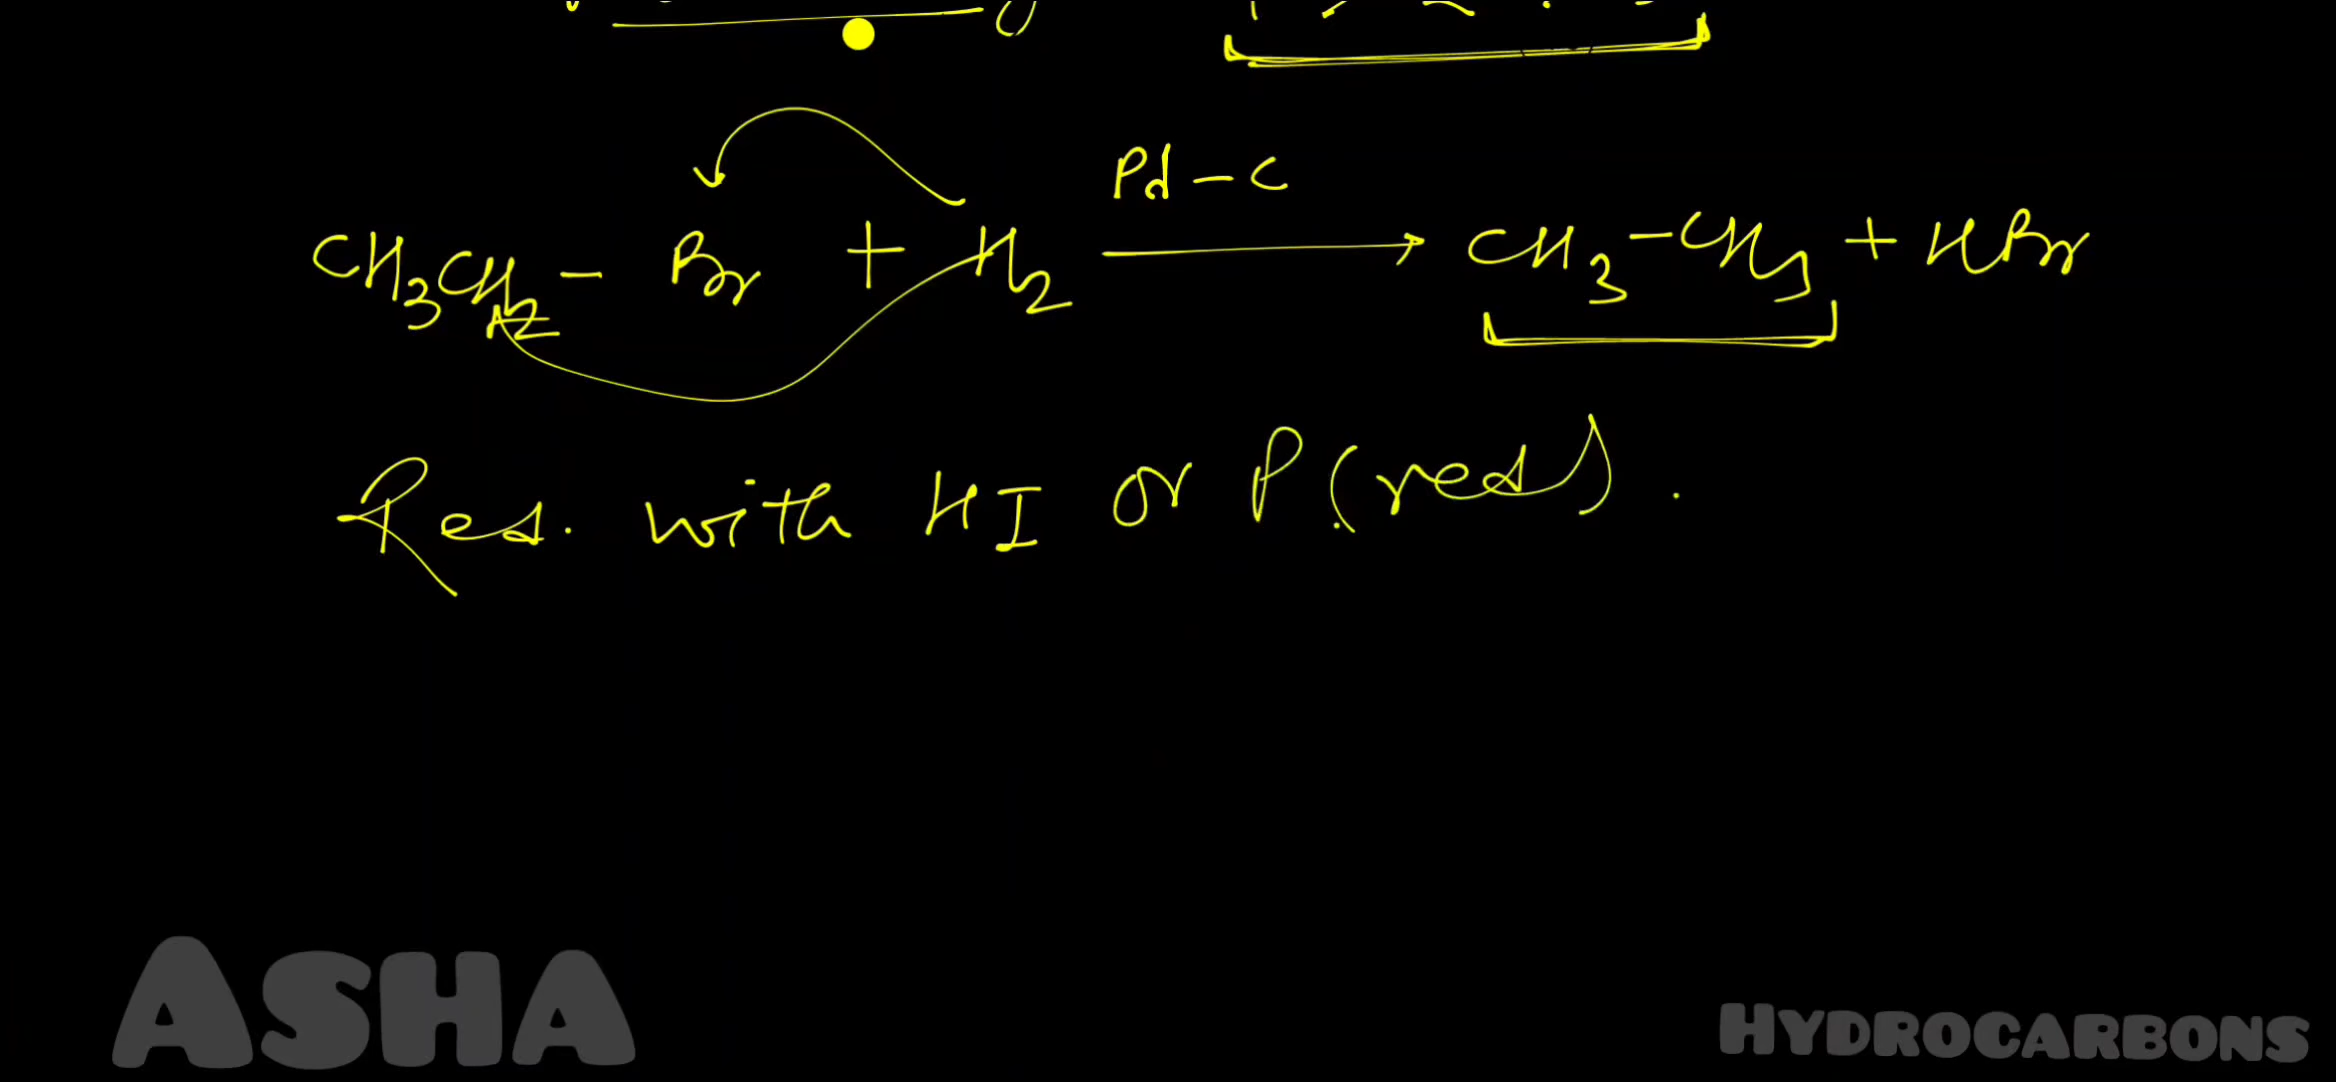 Pd-C
CH3CH2- Br + H2 → CH3-CH3 + HBr
Red. with HI or P(red).
ASHA
HYDROCARBONS